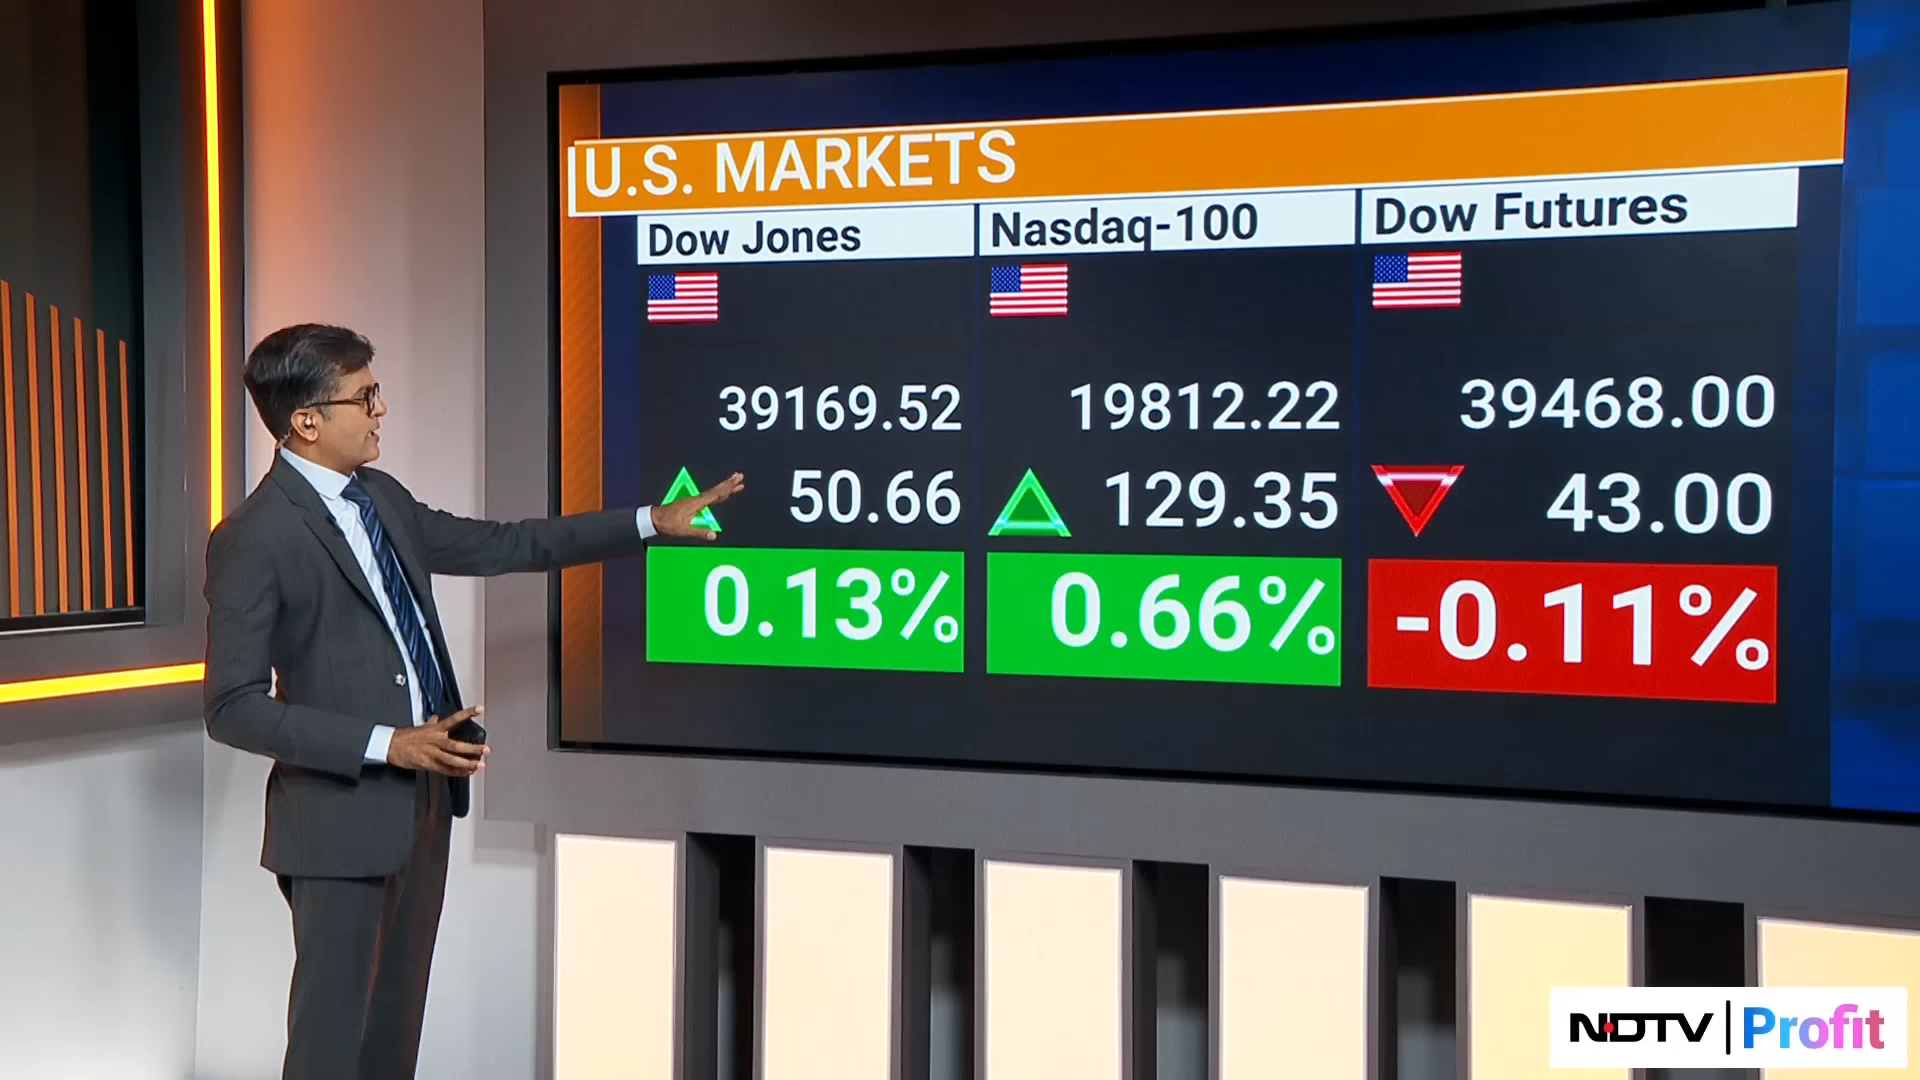 U.S. MARKETS
Dow Jones
Nasdaq-100
Dow Futures
39169.52
19812.22
39468.00
50.66
129.35
43.00
0.13%
0.66%
-0.11%
NDTV | Profit